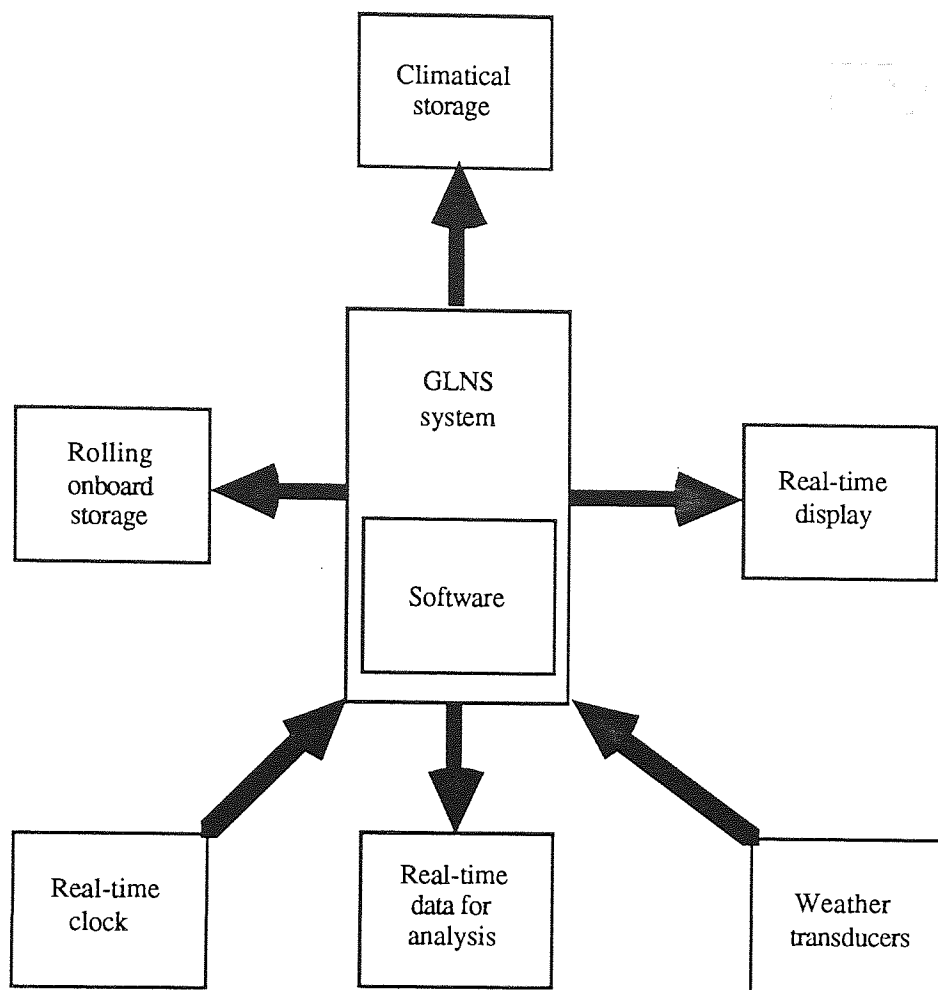 Climatical
storage
GLNS
system
Rolling
onboard
storage
Real-time
display
Software
Real-time
clock
Real-time
data for
analysis
Weather
transducers